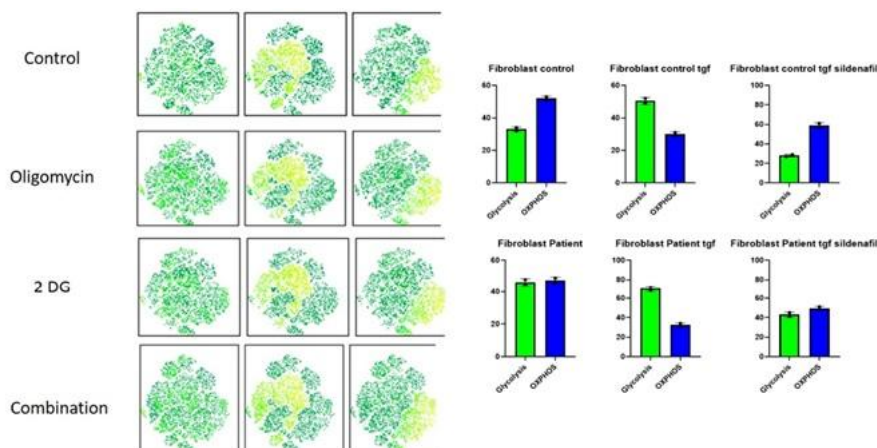 Control
Oligomycin
2 DG
Combination
Fibroblast control
60
40
20
0
Glycolysis
OXPHOS
Fibroblast control tgf
60
40
20
0
Glycolysis
OXPHOS
Fibroblast control tgf sildenafil
100
80
60
40
20
0
Glycolysis
OXPHOS
Fibroblast Patient
60
40
20
0
Glycolysis
OXPHOS
Fibroblast Patient tgf
100
80
60
40
20
0
Glycolysis
OXPHOS
Fibroblast Patient tgf sildenafil
100
80
60
40
20
0
Glycolysis
OXPHOS